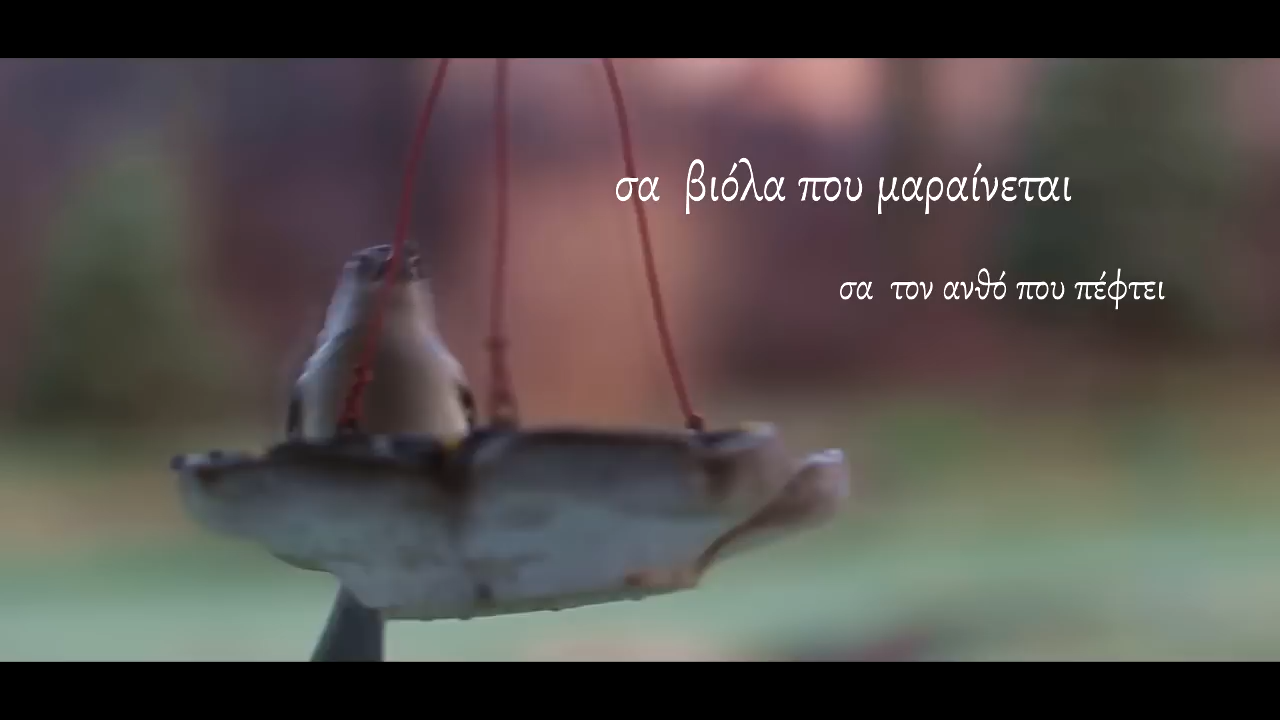 σα βιόλα που μαραίνεται
σα τον ανθό που πέφτει